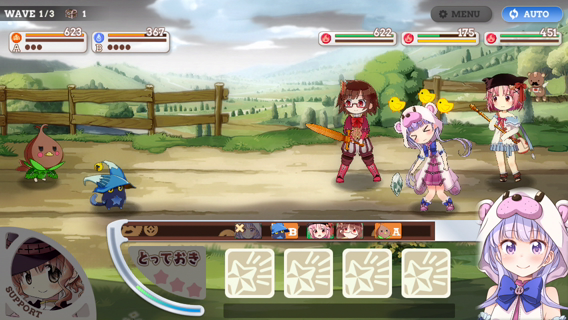 WAVE 1/3 1
MENU
AUTO
623
A
367
B
622
175
451
B
A
とっておき
SUPPORT